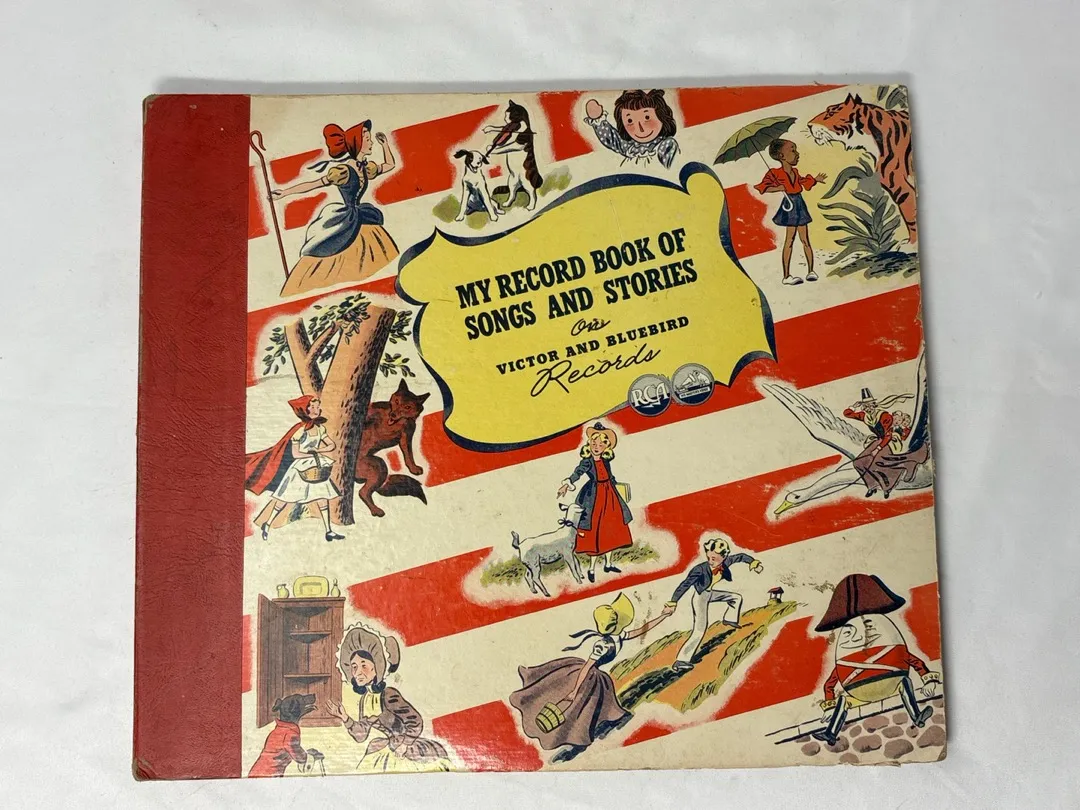 MY RECORD BOOK OF
SONGS AND STORIES
On
VICTOR AND BLUEBIRD
Records
RCA